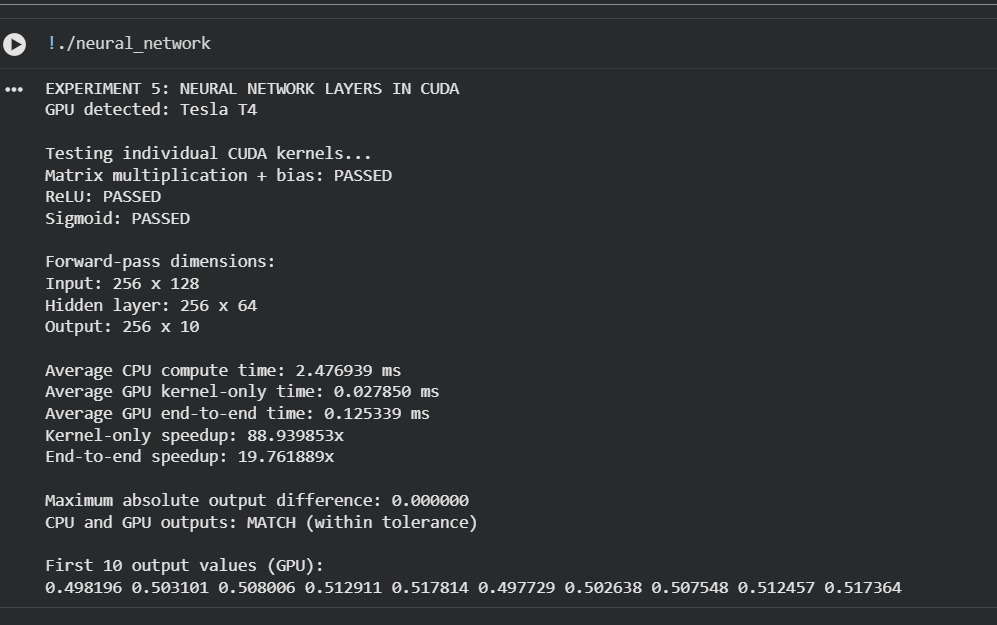 !./neural_network
EXPERIMENT 5: NEURAL NETWORK LAYERS IN CUDA
GPU detected: Tesla T4
Testing individual CUDA kernels...
Matrix multiplication + bias: PASSED
ReLU: PASSED
Sigmoid: PASSED
Forward-pass dimensions:
Input: 256 x 128
Hidden layer: 256 x 64
Output: 256 x 10
Average CPU compute time: 2.476939 ms
Average GPU kernel-only time: 0.027850 ms
Average GPU end-to-end time: 0.125339 ms
Kernel-only speedup: 88.939853x
End-to-end speedup: 19.761889x
Maximum absolute output difference: 0.000000
CPU and GPU outputs: MATCH (within tolerance)
First 10 output values (GPU):
0.498196 0.503101 0.508006 0.512911 0.517814 0.497729 0.502638 0.507548 0.512457 0.517364